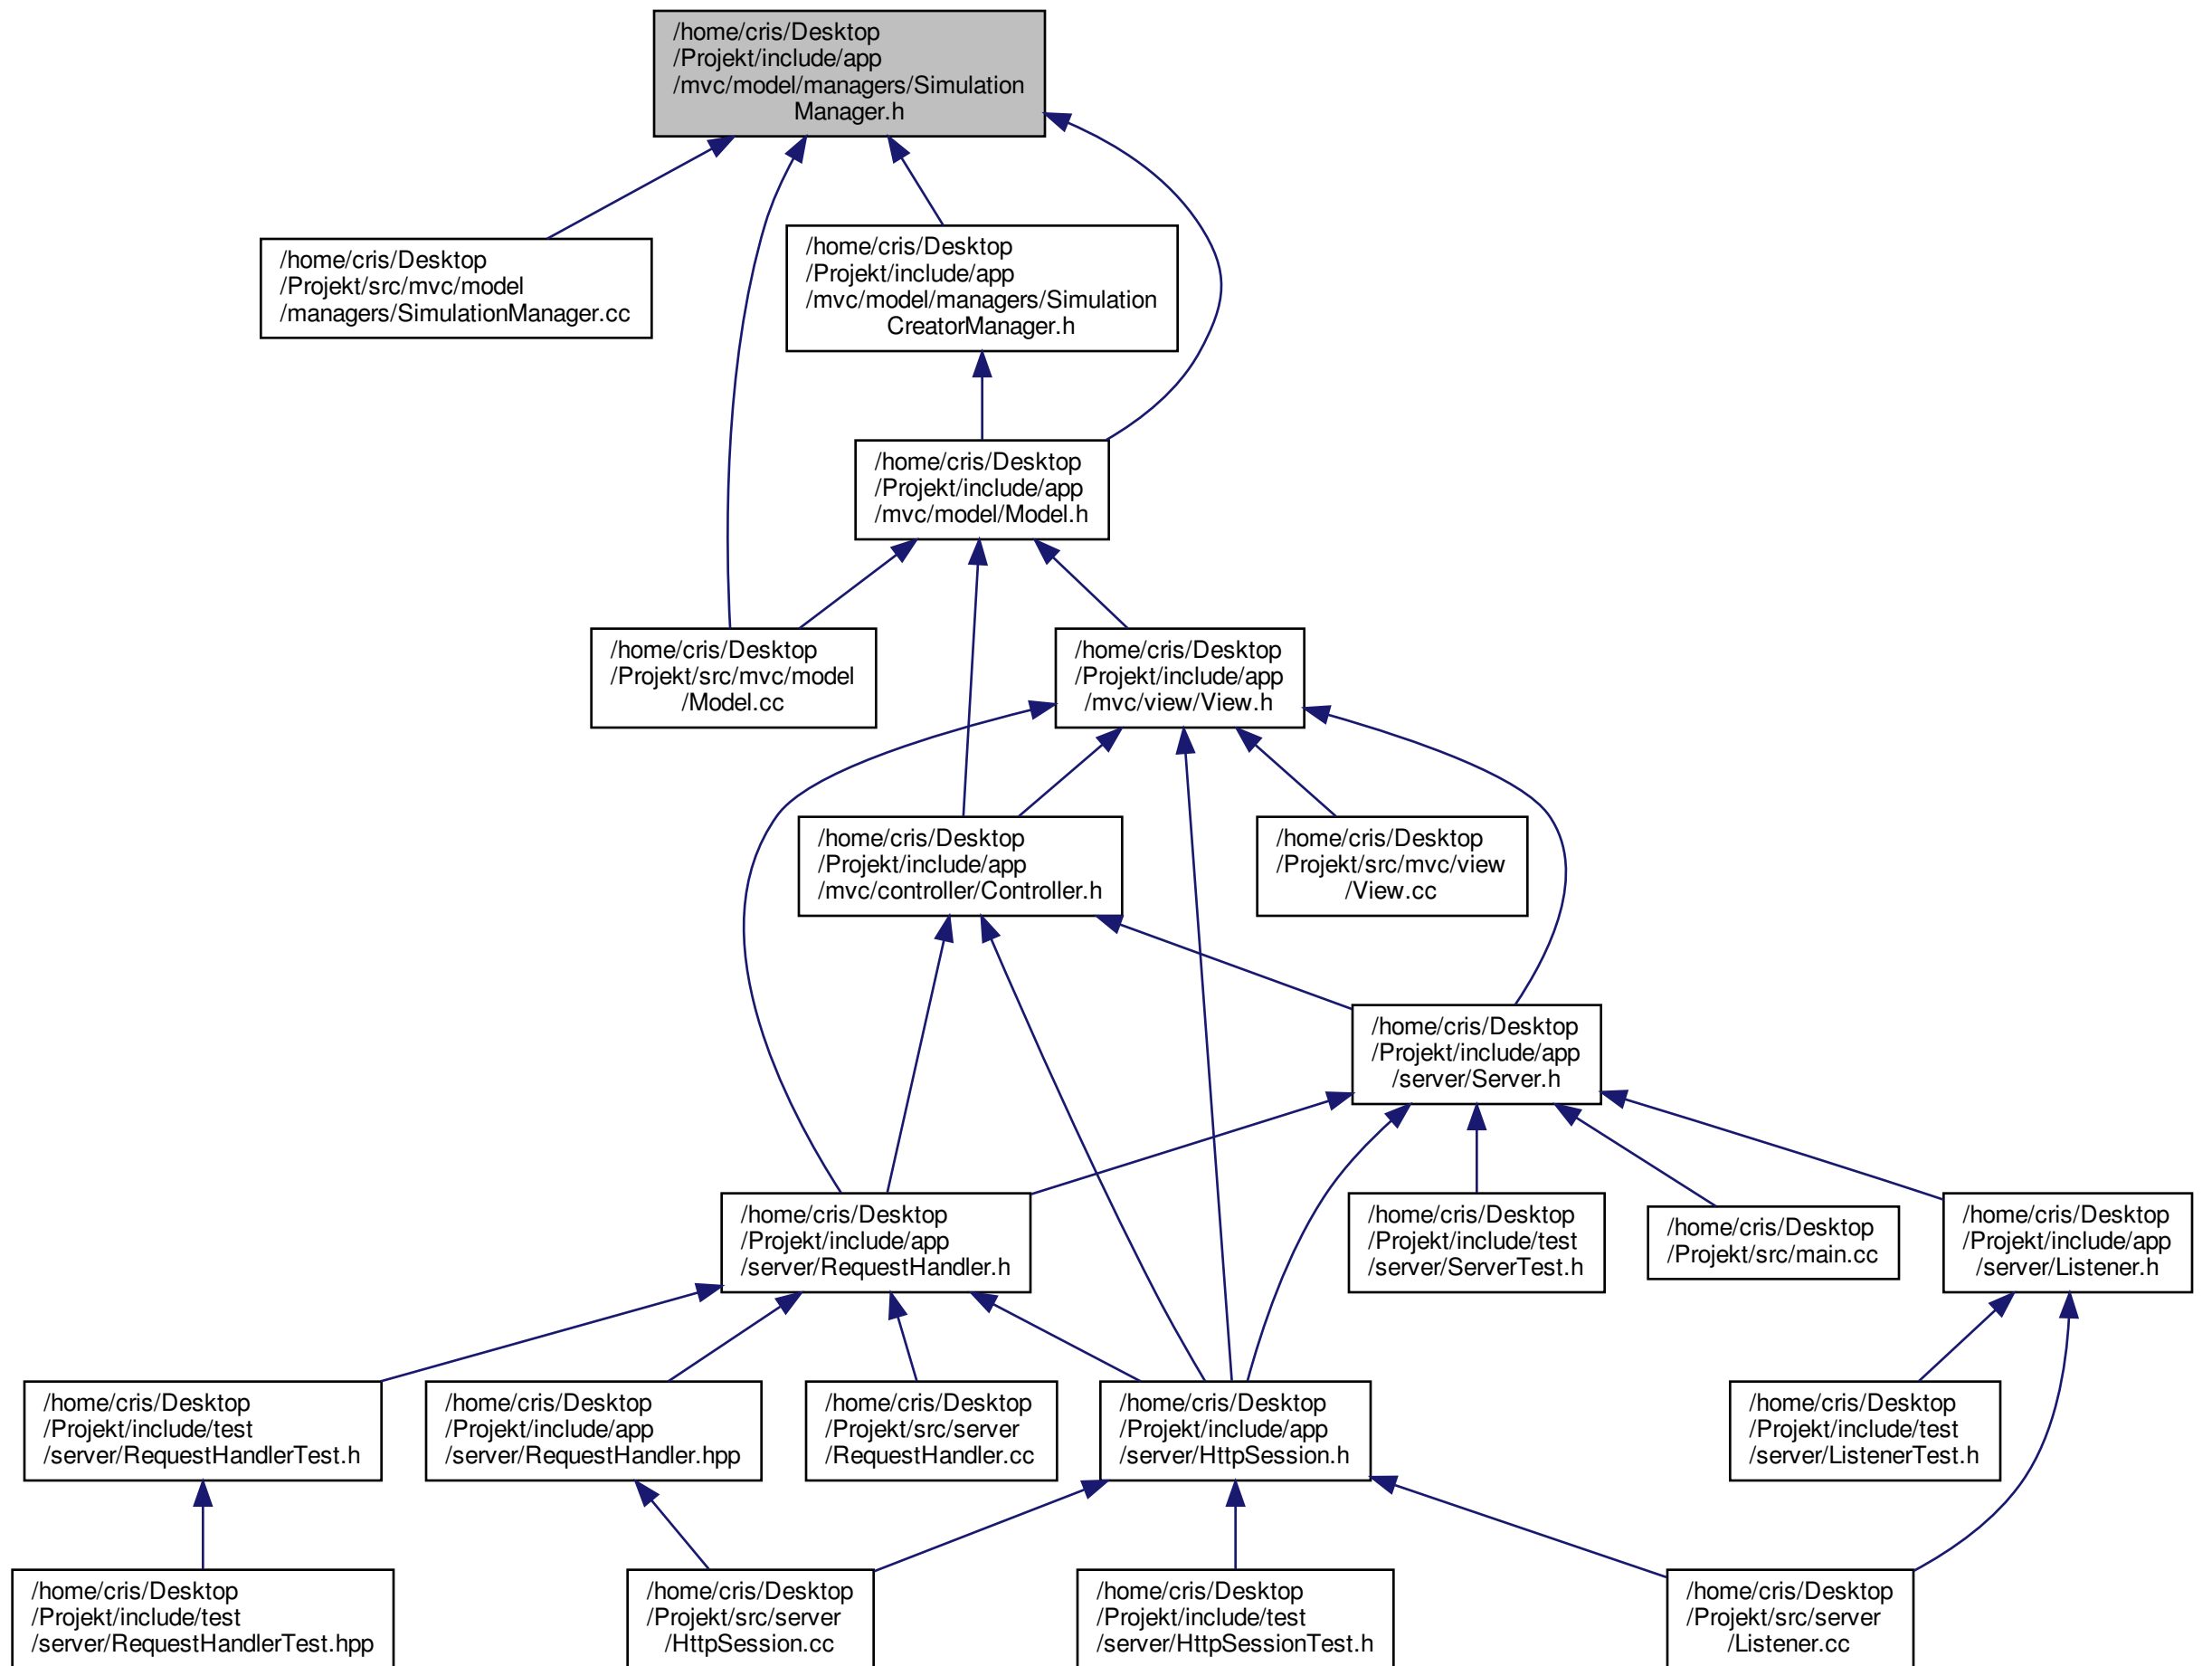 /home/cris/Desktop
/Projekt/include/app
/mvc/model/managers/Simulation
Manager.h
/home/cris/Desktop
/Projekt/src/mvc/model
/managers/SimulationManager.cc
/home/cris/Desktop
/Projekt/include/app
/mvc/model/managers/Simulation
CreatorManager.h
/home/cris/Desktop
/Projekt/include/app
/mvc/model/Model.h
/home/cris/Desktop
/Projekt/src/mvc/model
/Model.cc
/home/cris/Desktop
/Projekt/include/app
/mvc/view/View.h
/home/cris/Desktop
/Projekt/include/app
/mvc/controller/Controller.h
/home/cris/Desktop
/Projekt/src/mvc/view
/View.cc
/home/cris/Desktop
/Projekt/include/app
/server/Server.h
/home/cris/Desktop
/Projekt/include/app
/server/RequestHandler.h
/home/cris/Desktop
/Projekt/include/test
/server/ServerTest.h
/home/cris/Desktop
/Projekt/src/main.cc
/home/cris/Desktop
/Projekt/include/app
/server/Listener.h
/home/cris/Desktop
/Projekt/include/test
/server/RequestHandlerTest.h
/home/cris/Desktop
/Projekt/include/app
/server/RequestHandler.hpp
/home/cris/Desktop
/Projekt/src/server
/RequestHandler.cc
/home/cris/Desktop
/Projekt/include/app
/server/HttpSession.h
/home/cris/Desktop
/Projekt/include/test
/server/ListenerTest.h
/home/cris/Desktop
/Projekt/include/test
/server/RequestHandlerTest.hpp
/home/cris/Desktop
/Projekt/src/server
/HttpSession.cc
/home/cris/Desktop
/Projekt/include/test
/server/HttpSessionTest.h
/home/cris/Desktop
/Projekt/src/server
/Listener.cc